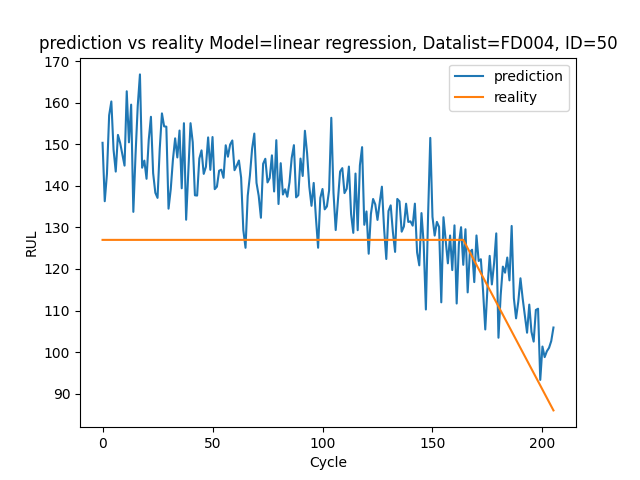 prediction vs reality Model=linear regression, Datalist=FD004, ID=50
170
160
150
140
130
120
110
100
90
RUL
prediction
reality
0
50
100
150
200
Cycle